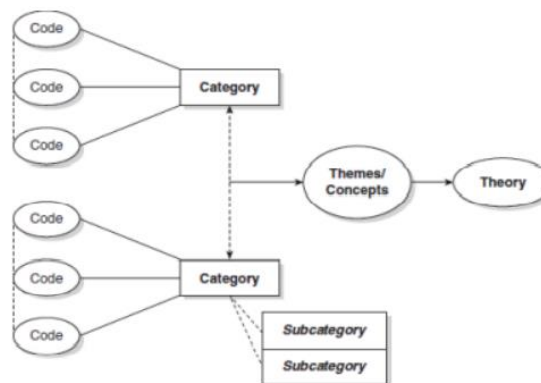 Code
Code
Category
Code
Themes/
Concepts
Theory
Code
Code
Category
Code
Subcategory
Subcategory